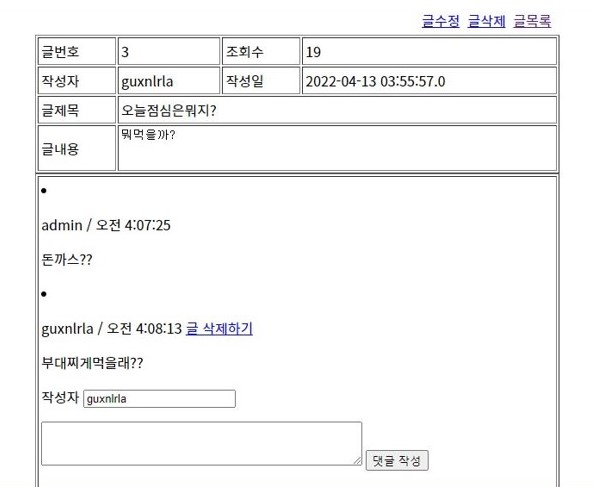 글수정 글삭제 글목록
글번호 3 조회수 19
작성자 guxnlrla 작성일 2022-04-13 03:55:57.0
글제목 오늘점심은뭐지?
글내용 뭐먹을까?
admin / 오전 4:07:25
돈까스??
guxnlrla / 오전 4:08:13 글 삭제하기
부대찌게먹을래??
작성자 guxnlrla
댓글 작성